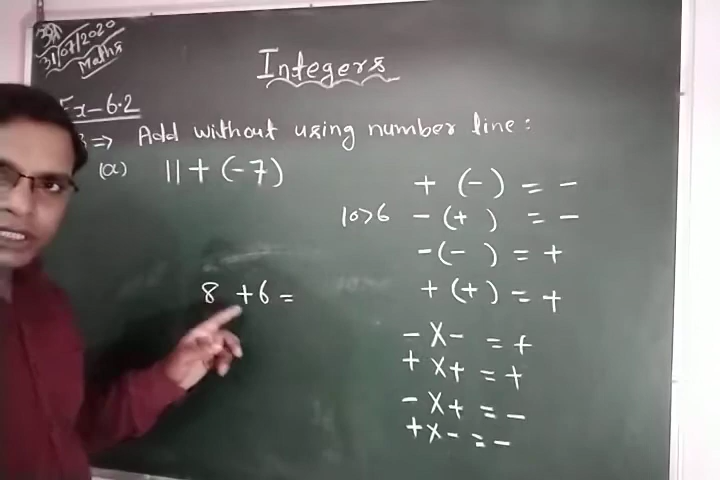 31/07/2020
Maths
Integers
Ex-6.2
3 ⇒ Add without using number line:
(a) 11 + (-7)
+ (-) = -
10>6 - (+ ) = -
-(- ) = +
+ (+) = +
8 +6 =
- X - = +
+ X + = +
- X + = -
+ X - = -